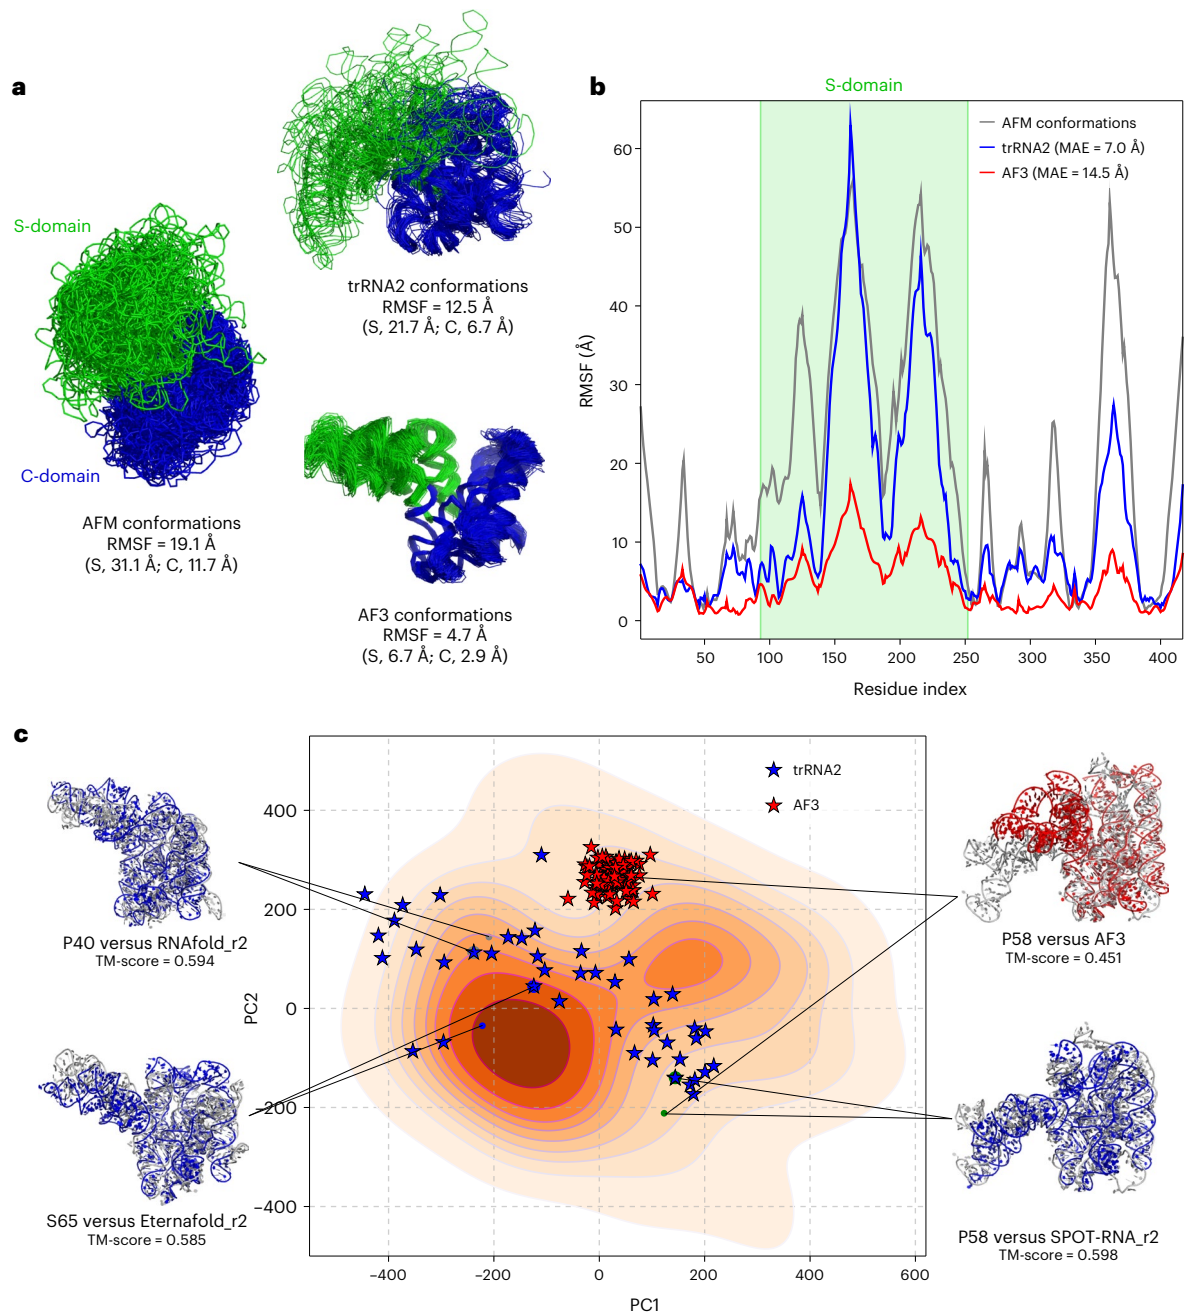 a
S-domain
C-domain
AFM conformations
RMSF = 19.1 Å
(S, 31.1 Å; C, 11.7 Å)
trRNA2 conformations
RMSF = 12.5 Å
(S, 21.7 Å; C, 6.7 Å)
AF3 conformations
RMSF = 4.7 Å
(S, 6.7 Å; C, 2.9 Å)
b
S-domain
AFM conformations
trRNA2 (MAE = 7.0 Å)
AF3 (MAE = 14.5 Å)
RMSF (Å)
60
50
40
30
20
10
0
50 100 150 200 250 300 350 400
Residue index
c
trRNA2
AF3
PC2
400
200
0
−200
−400
−400 −200 0 200 400 600
PC1
P40 versus RNAfold_r2
TM-score = 0.594
S65 versus Eternafold_r2
TM-score = 0.585
P58 versus AF3
TM-score = 0.451
P58 versus SPOT-RNA_r2
TM-score = 0.598